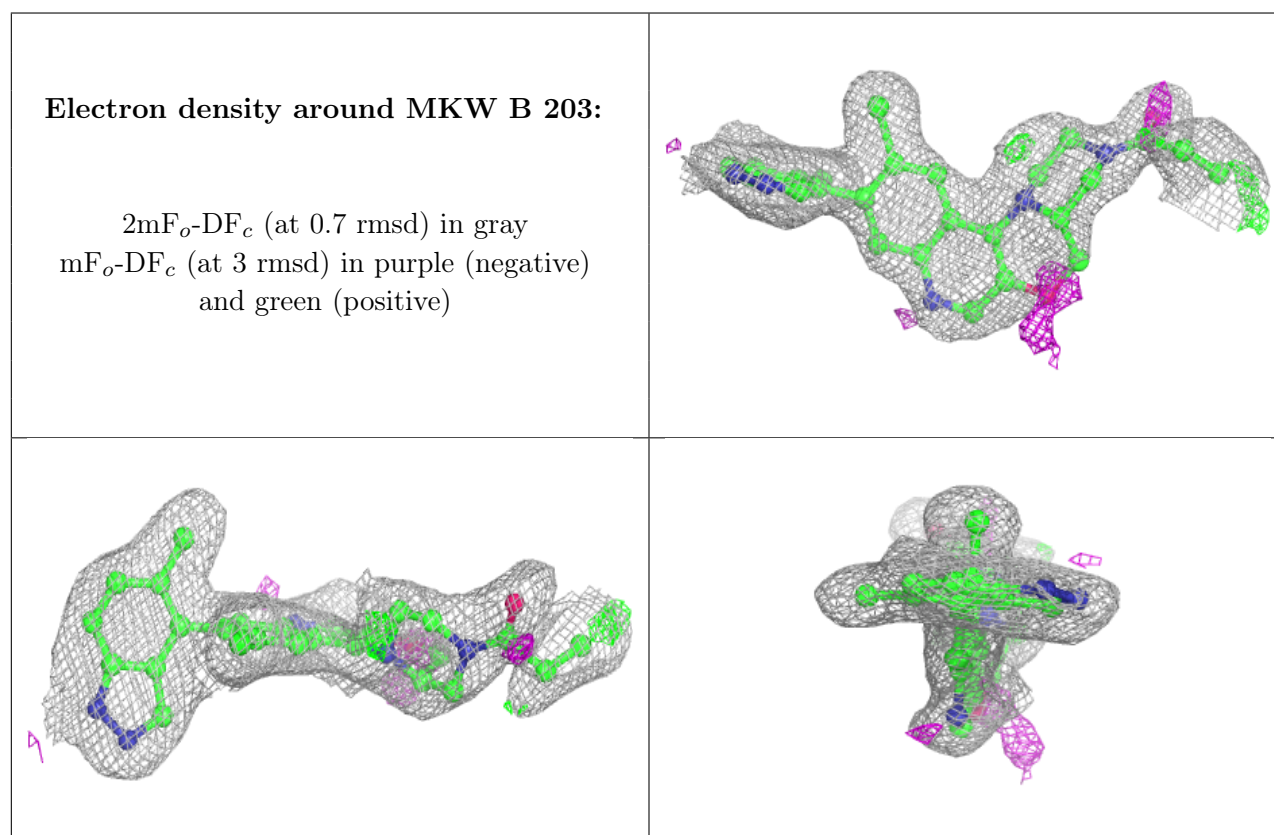 Electron density around MKW B 203:
2mFo-DFc (at 0.7 rmsd) in gray
mFo-DFc (at 3 rmsd) in purple (negative)
and green (positive)